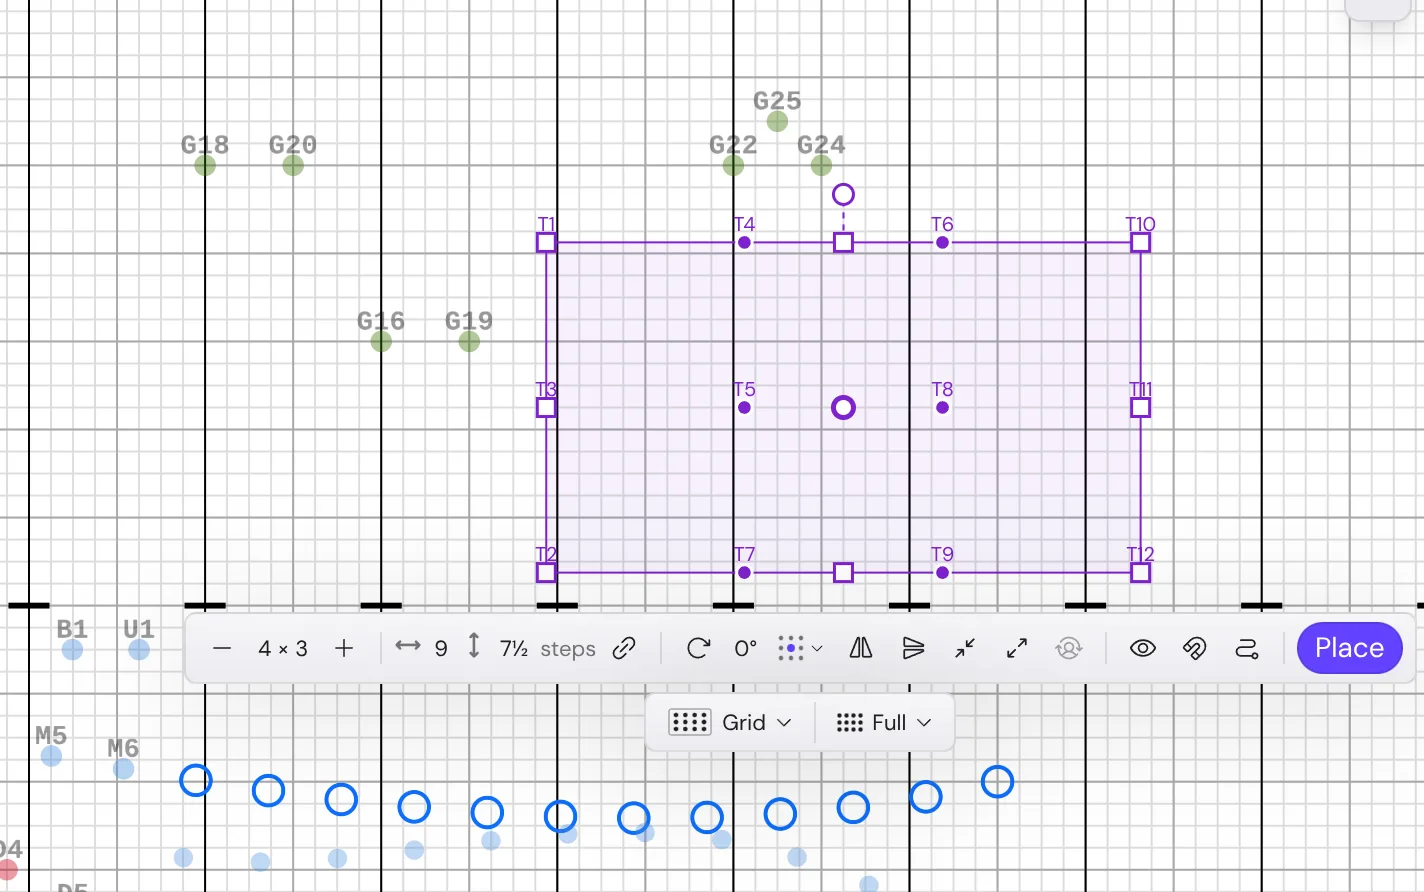 G25
G18 G20 G22 G24
T1 T4 T6 T10
G16 G19
T3 T5 T8 T11
T2 T7 T9 T12
B1 U1
4 × 3 9 7½ steps 0° Place
Grid Full
M5 M6
D5